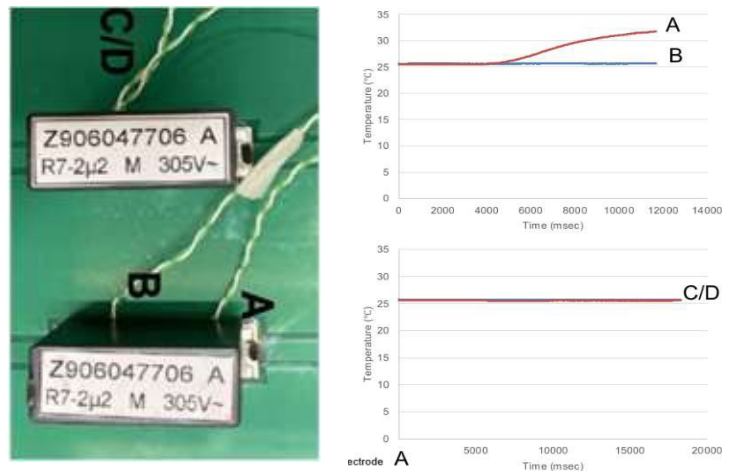 C/D
Z906047706 A
R7-2µ2 M 305V~
B
A
Z906047706 A
R7-2µ2 M 305V~
35
30
25
20
15
10
5
0
Temperature (°C)
A
B
0 2000 4000 6000 8000 10000 12000 14000
Time (msec)
35
30
25
20
15
10
5
0
Temperature (°C)
C/D
ectrode A
5000 10000 15000 20000
Time (msec)